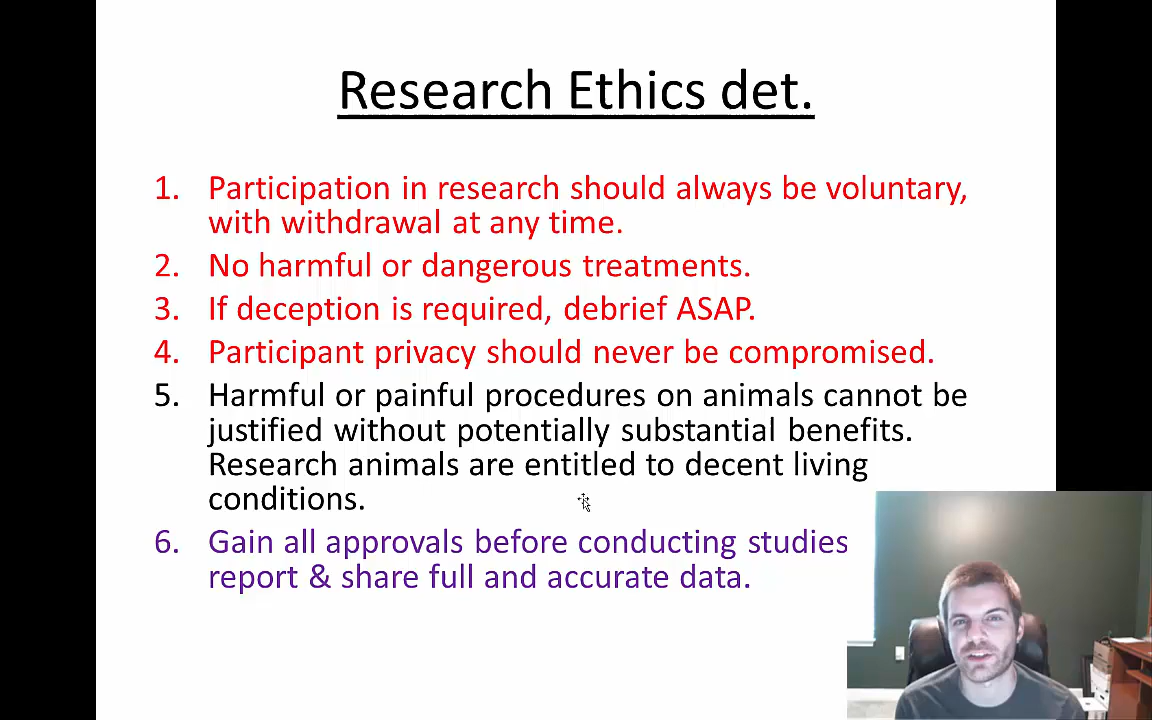 Research Ethics det.
1. Participation in research should always be voluntary,
with withdrawal at any time.
2. No harmful or dangerous treatments.
3. If deception is required, debrief ASAP.
4. Participant privacy should never be compromised.
5. Harmful or painful procedures on animals cannot be
justified without potentially substantial benefits.
Research animals are entitled to decent living
conditions.
6. Gain all approvals before conducting studies
report & share full and accurate data.